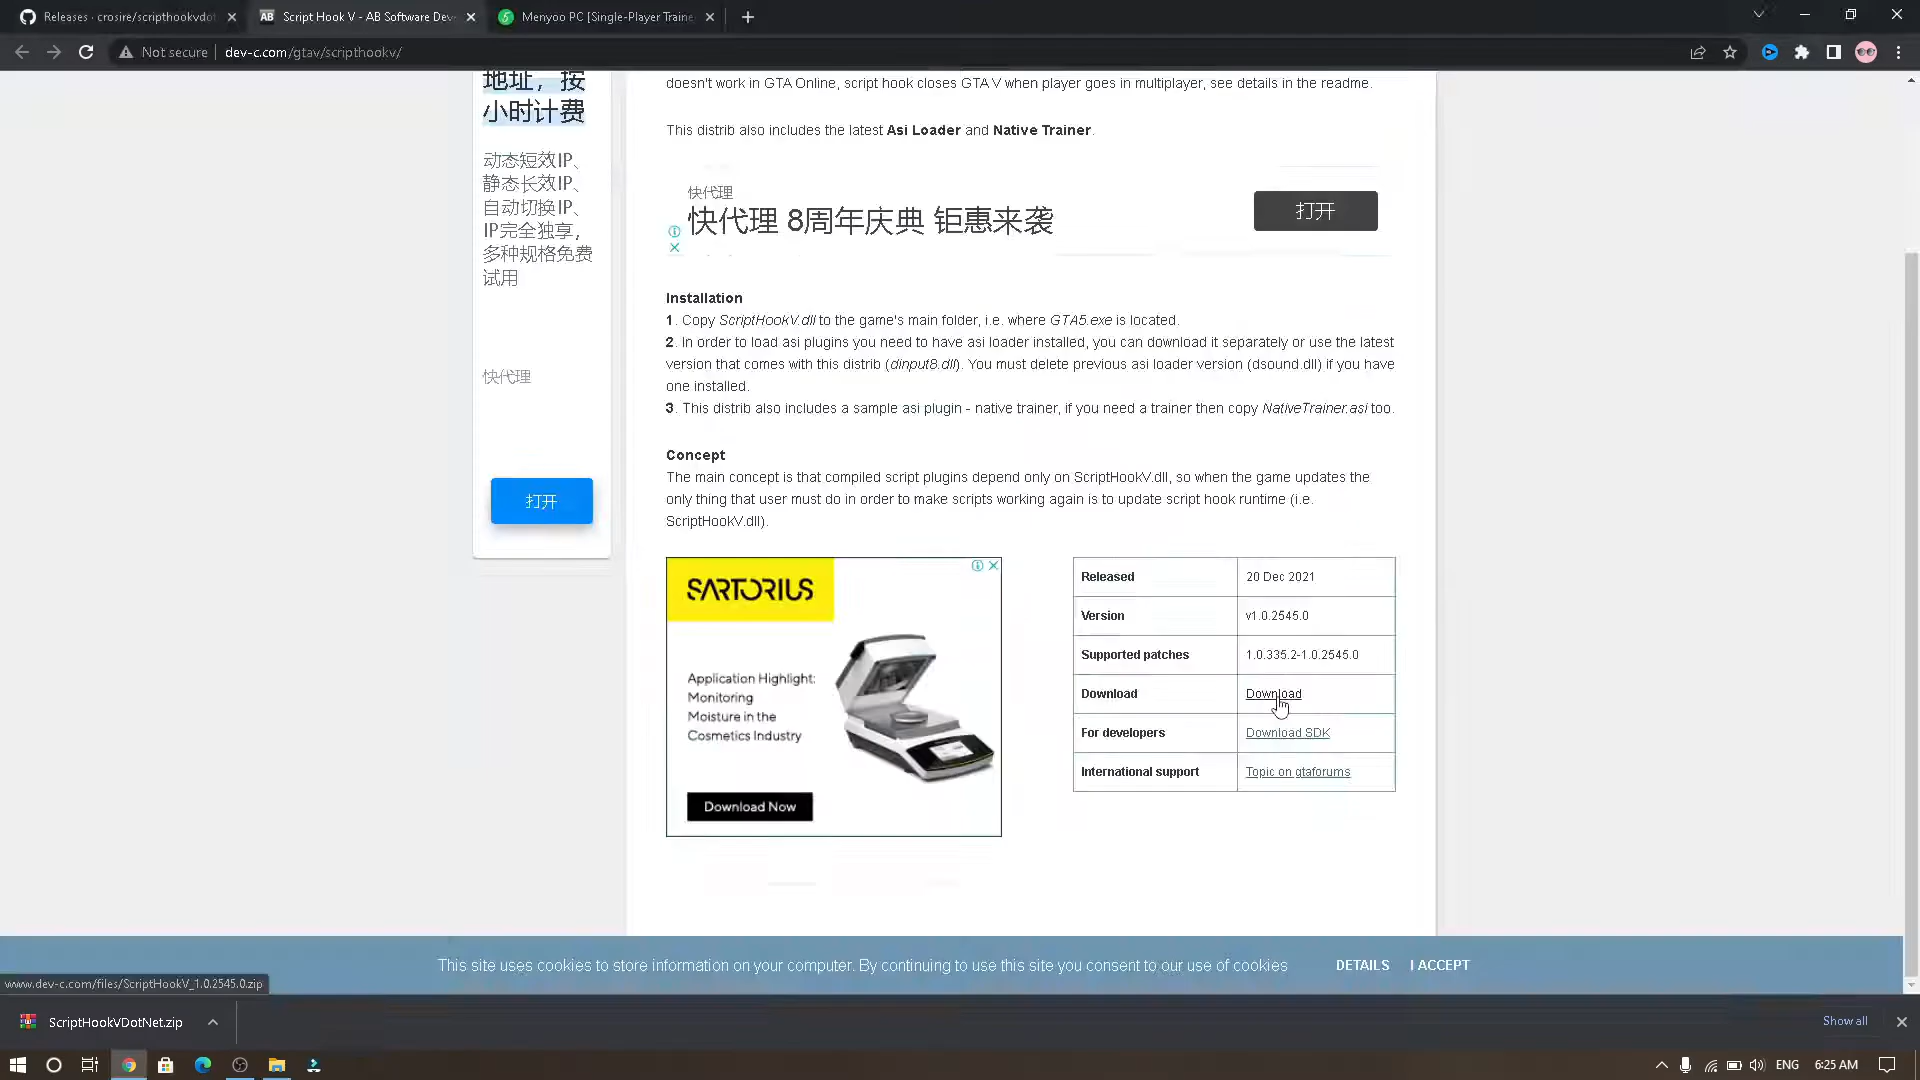 Releases · crosire/scripthookvdot
Script Hook V - AB Software Dev
Menyoo PC [Single-Player Traine
Not secure
dev-c.com/gtav/scripthookv/
地址，按
小时计费
动态短效IP、
静态长效IP、
自动切换IP、
IP完全独享，
多种规格免费
试用
快代理
打开
doesn't work in GTA Online, script hook closes GTA V when player goes in multiplayer, see details in the readme.
This distrib also includes the latest Asi Loader and Native Trainer.
快代理
快代理 8周年庆典 钜惠来袭
打开
Installation
1. Copy ScriptHookV.dll to the game's main folder, i.e. where GTA5.exe is located.
2. In order to load asi plugins you need to have asi loader installed, you can download it separately or use the latest
version that comes with this distrib (dinput8.dll). You must delete previous asi loader version (dsound.dll) if you have
one installed.
3. This distrib also includes a sample asi plugin - native trainer, if you need a trainer then copy NativeTrainer.asi too.
Concept
The main concept is that compiled script plugins depend only on ScriptHookV.dll, so when the game updates the
only thing that user must do in order to make scripts working again is to update script hook runtime (i.e.
ScriptHookV.dll).
SARTORIUS
Application Highlight:
Monitoring
Moisture in the
Cosmetics Industry
Download Now
Released 20 Dec 2021
Version v1.0.2545.0
Supported patches 1.0.335.2-1.0.2545.0
Download Download
For developers Download SDK
International support Topic on gtaforums
This site uses cookies to store information on your computer. By continuing to use this site you consent to our use of cookies DETAILS I ACCEPT
www.dev-c.com/files/ScriptHookV_1.0.2545.0.zip
ScriptHookVDotNet.zip
Show all
ENG
6:25 AM